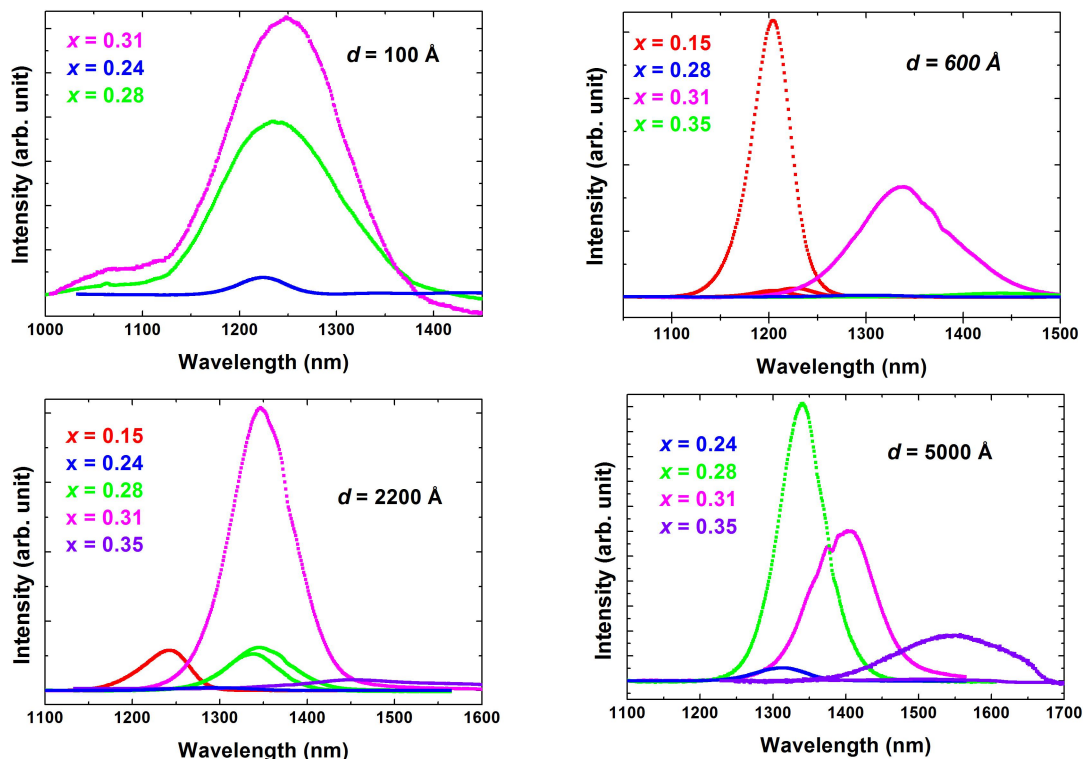 x = 0.31
x = 0.24
x = 0.28
d = 100 Å
Intensity (arb. unit)
1000 1100 1200 1300 1400
Wavelength (nm)
x = 0.15
x = 0.28
x = 0.31
x = 0.35
d = 600 Å
Intensity (arb. unit)
1100 1200 1300 1400 1500
Wavelength (nm)
x = 0.15
x = 0.24
x = 0.28
x = 0.31
x = 0.35
d = 2200 Å
Intensity (arb. unit)
1100 1200 1300 1400 1500 1600
Wavelength (nm)
x = 0.24
x = 0.28
x = 0.31
x = 0.35
d = 5000 Å
Intensity (arb. unit)
1100 1200 1300 1400 1500 1600 1700
Wavelength (nm)